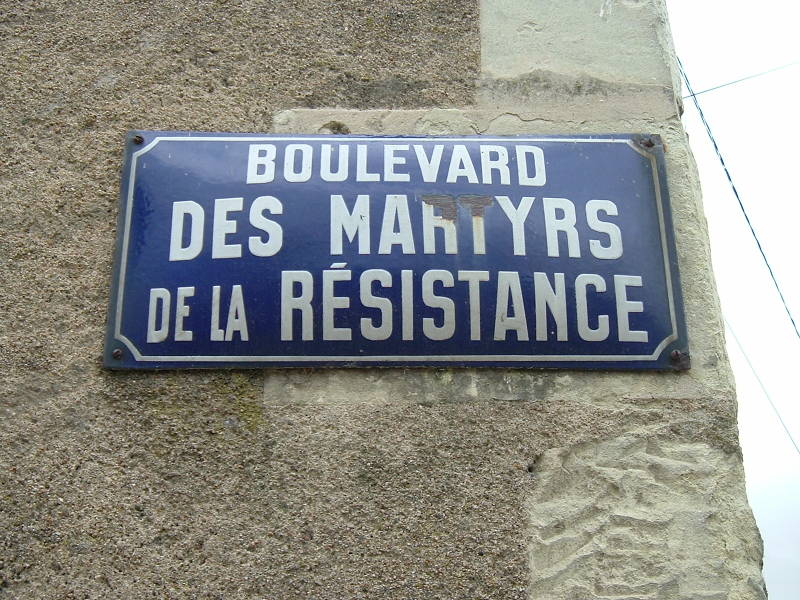 BOULEVARD
DES MARTYRS
DE LA RÉSISTANCE